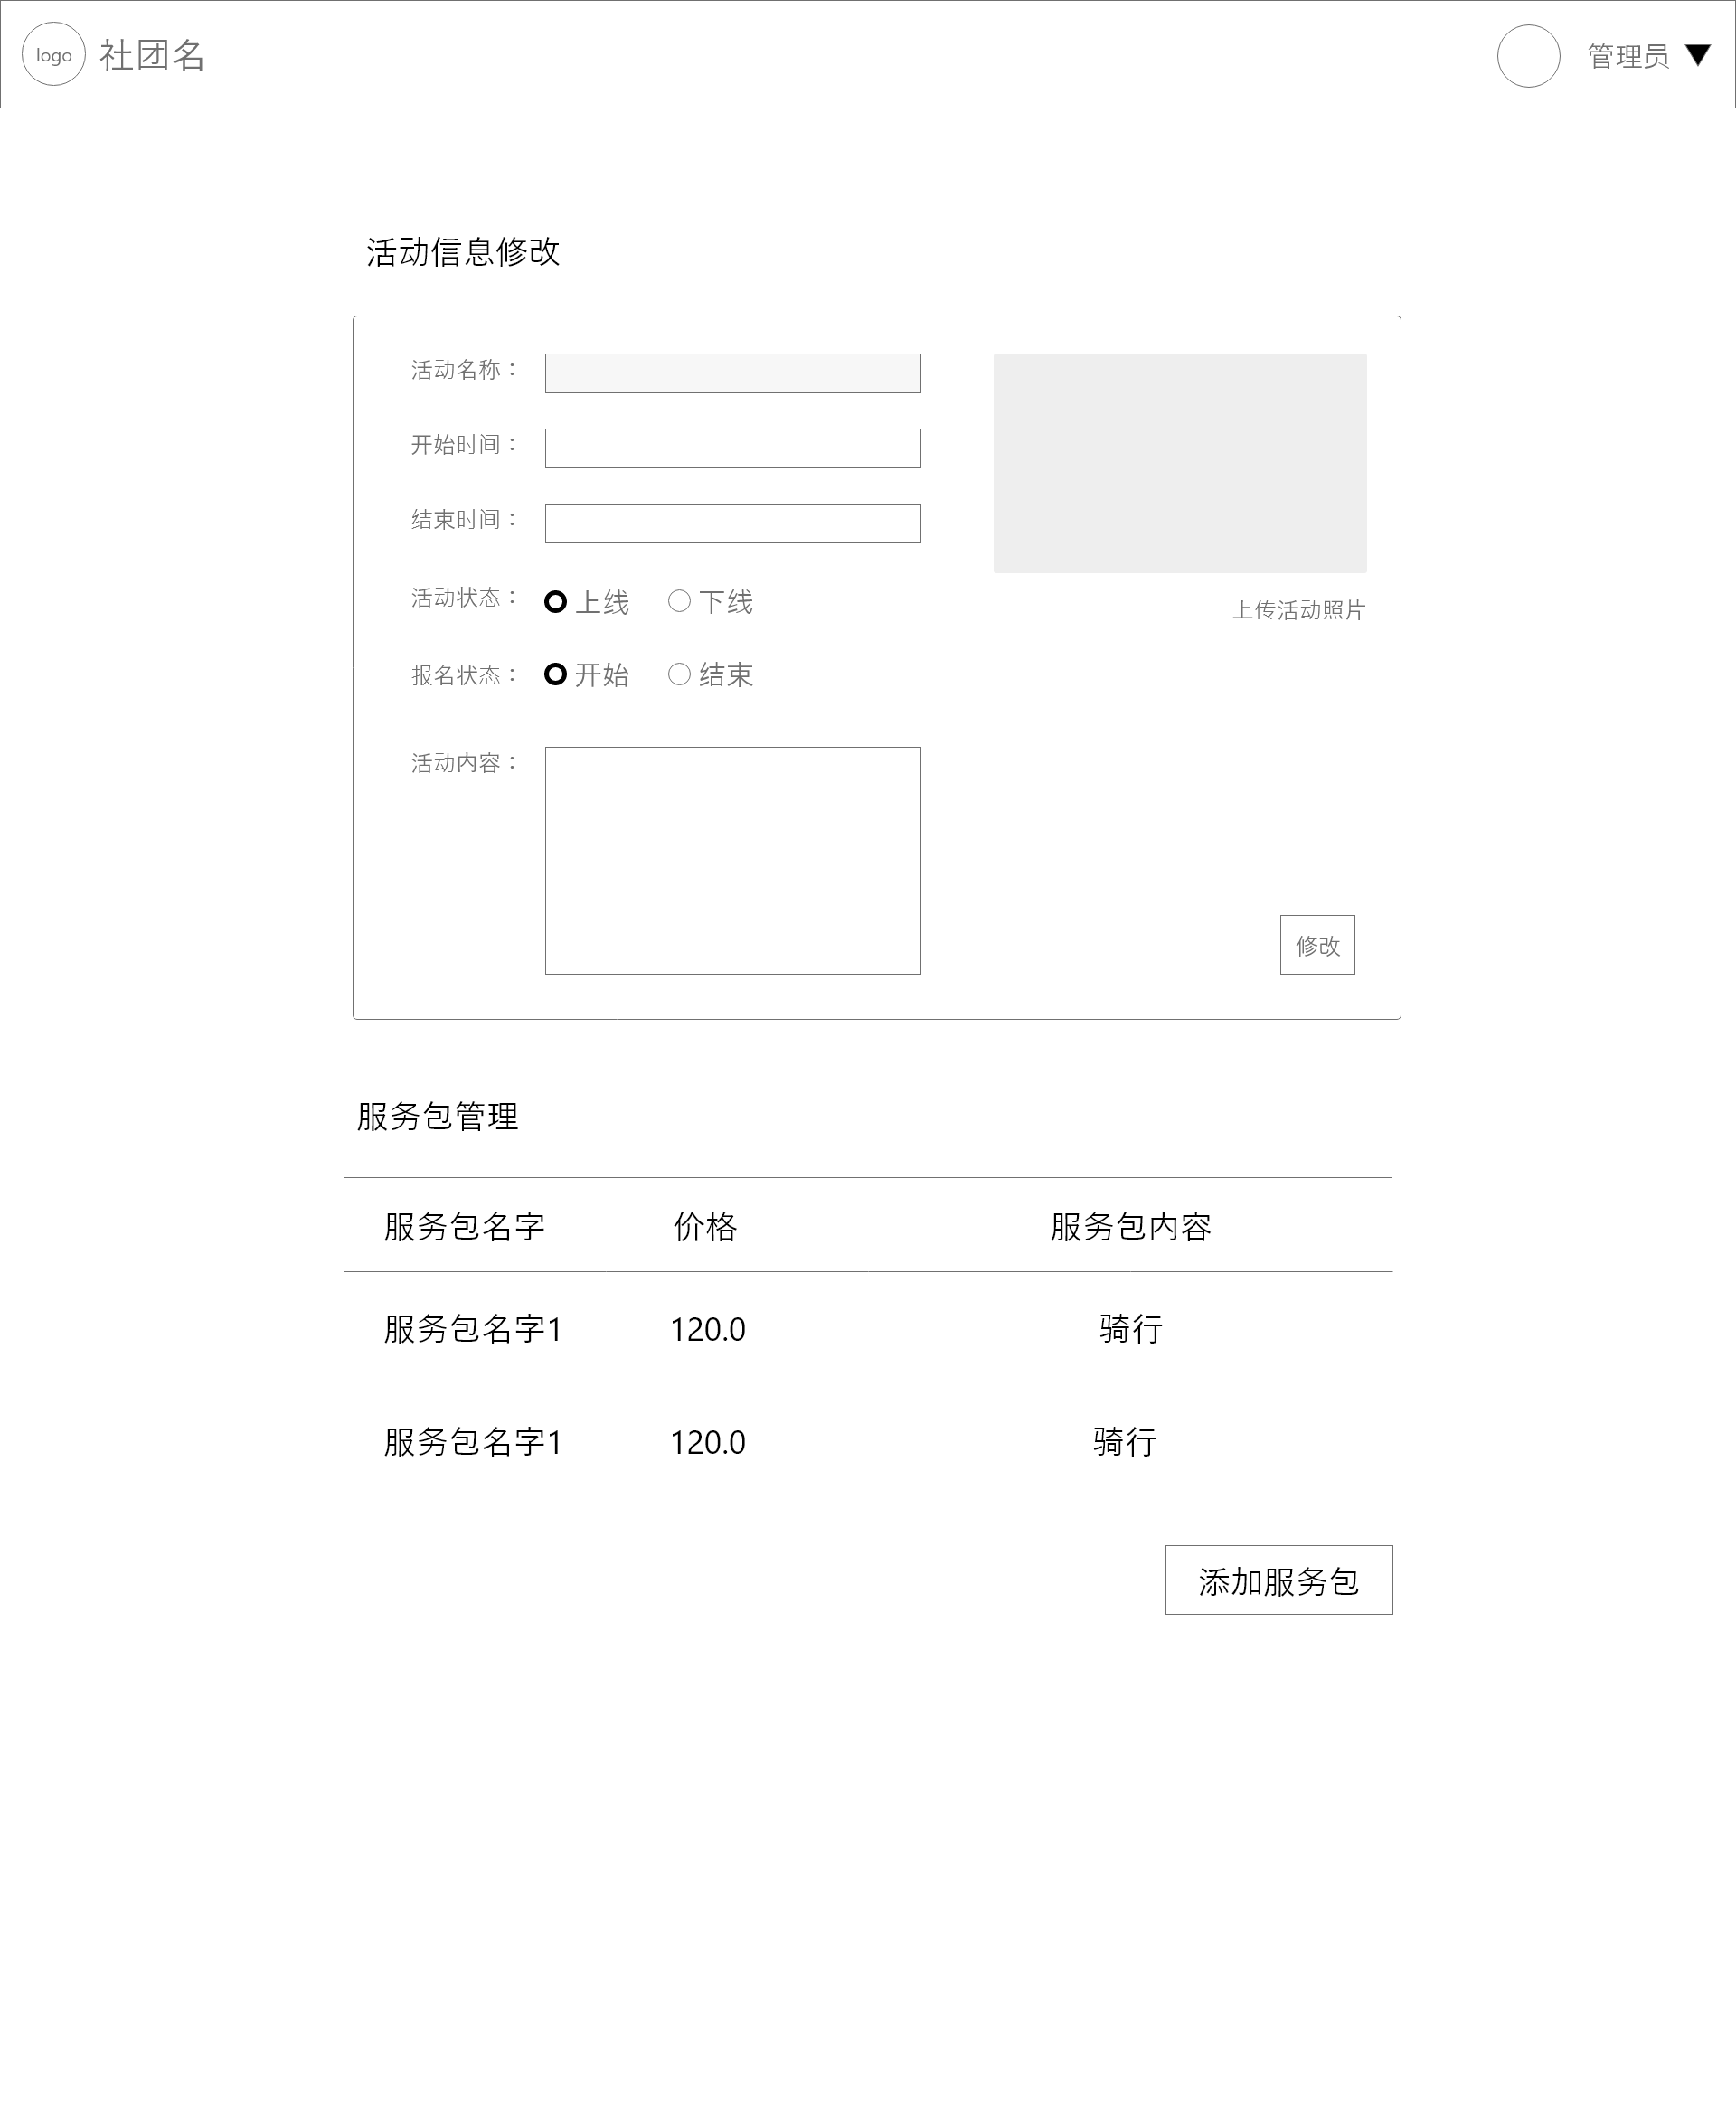 logo 社团名 管理员
活动信息修改
活动名称：
开始时间：
结束时间：
活动状态： 上线 下线
上传活动照片
报名状态： 开始 结束
活动内容：
修改
服务包管理
服务包名字 价格 服务包内容
服务包名字1 120.0 骑行
服务包名字1 120.0 骑行
添加服务包